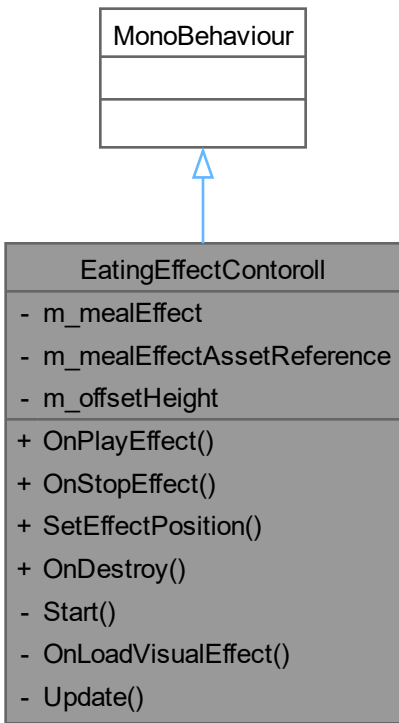 MonoBehaviour
EatingEffectContoroll
- m_mealEffect
- m_mealEffectAssetReference
- m_offsetHeight
+ OnPlayEffect()
+ OnStopEffect()
+ SetEffectPosition()
+ OnDestroy()
- Start()
- OnLoadVisualEffect()
- Update()